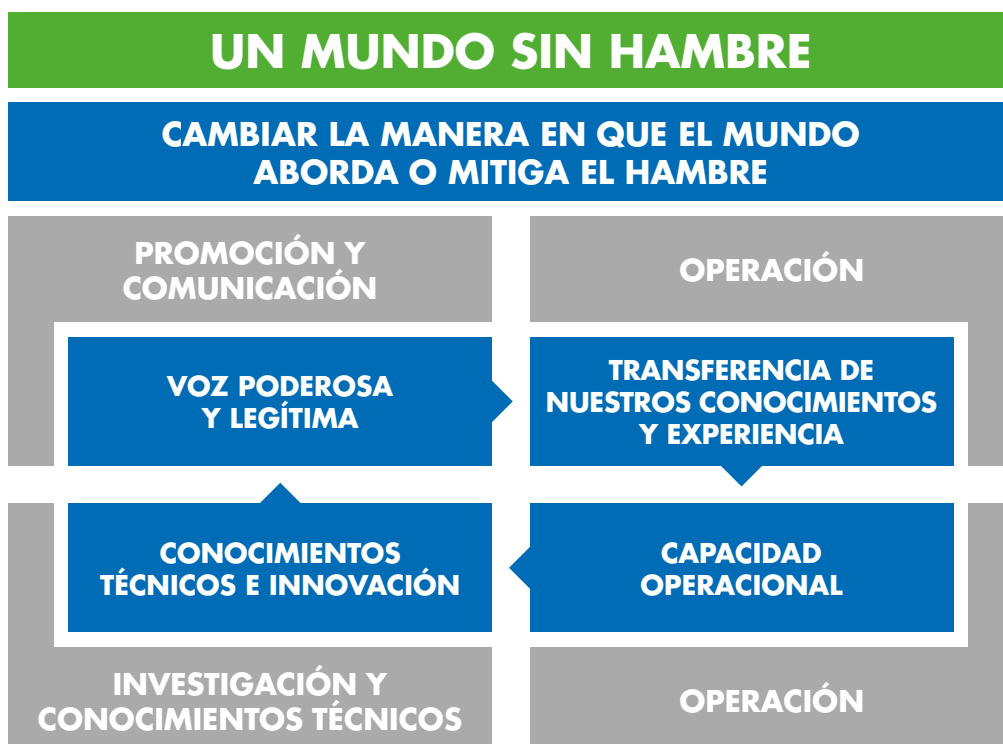 UN MUNDO SIN HAMBRE
CAMBIAR LA MANERA EN QUE EL MUNDO
ABORDA O MITIGA EL HAMBRE
PROMOCIÓN Y
COMUNICACIÓN
OPERACIÓN
VOZ PODEROSA
Y LEGÍTIMA
TRANSFERENCIA DE
NUESTROS CONOCIMIENTOS
Y EXPERIENCIA
CONOCIMIENTOS
TÉCNICOS E INNOVACIÓN
CAPACIDAD
OPERACIONAL
INVESTIGACIÓN Y
CONOCIMIENTOS TÉCNICOS
OPERACIÓN